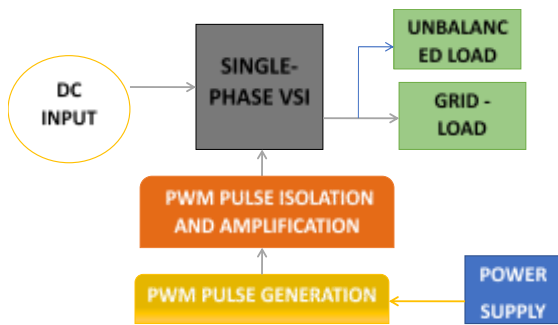 UNBALANC
ED LOAD
SINGLE-
PHASE VSI
DC
INPUT
GRID -
LOAD
PWM PULSE ISOLATION
AND AMPLIFICATION
PWM PULSE GENERATION
POWER
SUPPLY